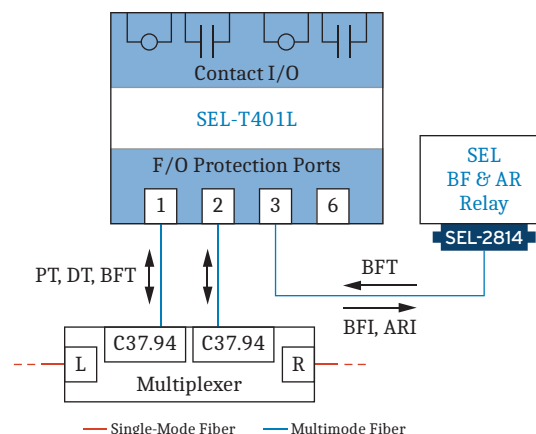 Contact I/O
SEL-T401L
F/O Protection Ports
1 2 3 6
SEL
BF & AR
Relay
SEL-2814
PT, DT, BFT
BFT
BFI, ARI
C37.94 C37.94
L
R
Multiplexer
Single-Mode Fiber
Multimode Fiber